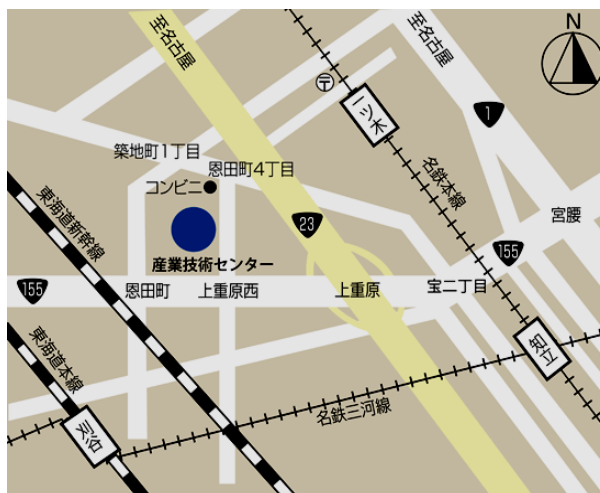 至名古屋
至名古屋
N
〒
一ツ木
1
築地町1丁目
恩田町4丁目
コンビニ
名鉄本線
東海道新幹線
23
宮腰
155
産業技術センター
155
恩田町
上重原西
上重原
宝二丁目
東海道本線
知立
名鉄三河線
刈谷